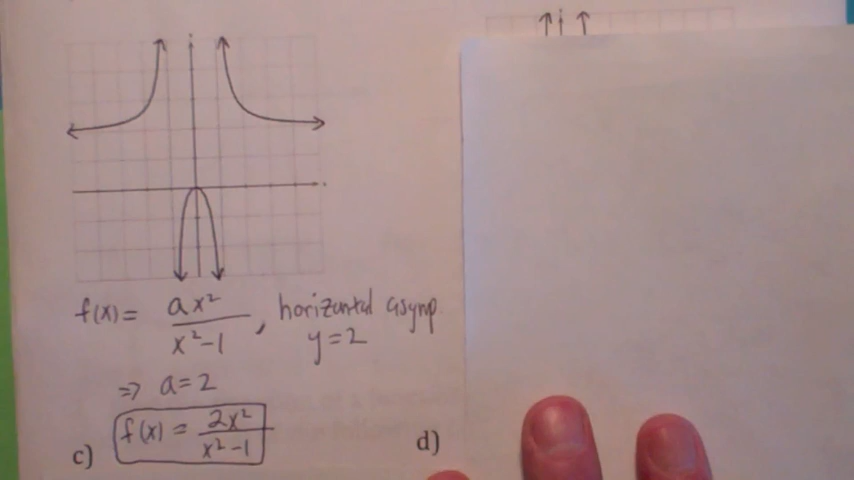 f(x) = ax²/x²-1, horizontal asymp
y=2
⇒ a=2
f(x) = 2x²/x²-1
c)
d)